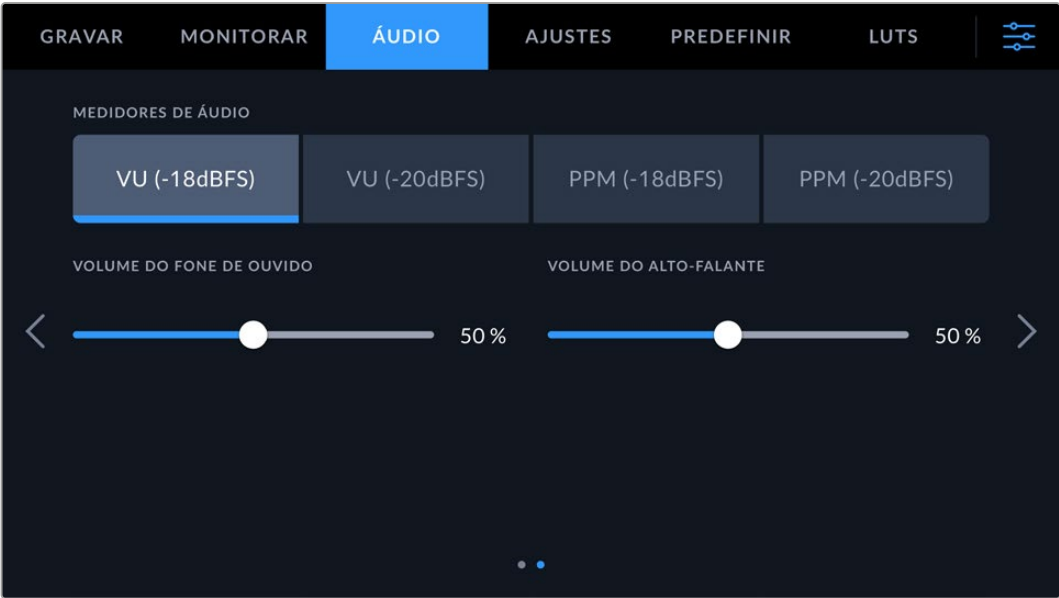 GRAVAR MONITORAR ÁUDIO AJUSTES PREDEFINIR LUTS
MEDIDORES DE ÁUDIO
VU (-18dBFS) VU (-20dBFS) PPM (-18dBFS) PPM (-20dBFS)
VOLUME DO FONE DE OUVIDO VOLUME DO ALTO-FALANTE
50 % 50 %